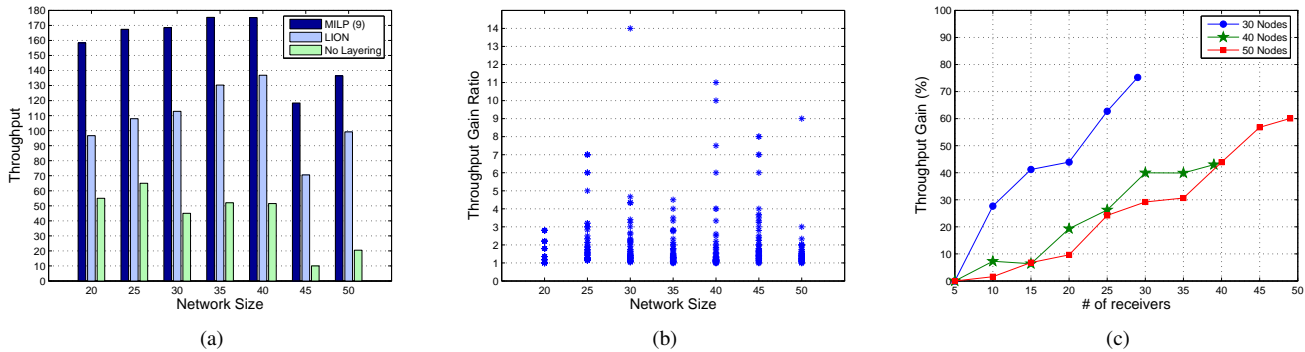 180
170
160
150
140
130
120
110
100
90
80
70
60
50
40
30
20
10
Throughput
MILP (9)
LION
No Layering
20 25 30 35 40 45 50
Network Size
(a)
14
13
12
11
10
9
8
7
6
5
4
3
2
1
0
Throughput Gain Ratio
20 25 30 35 40 45 50
Network Size
(b)
100
90
80
70
60
50
40
30
20
10
0
Throughput Gain (%)
30 Nodes
40 Nodes
50 Nodes
5 10 15 20 25 30 35 40 45 50
# of receivers
(c)